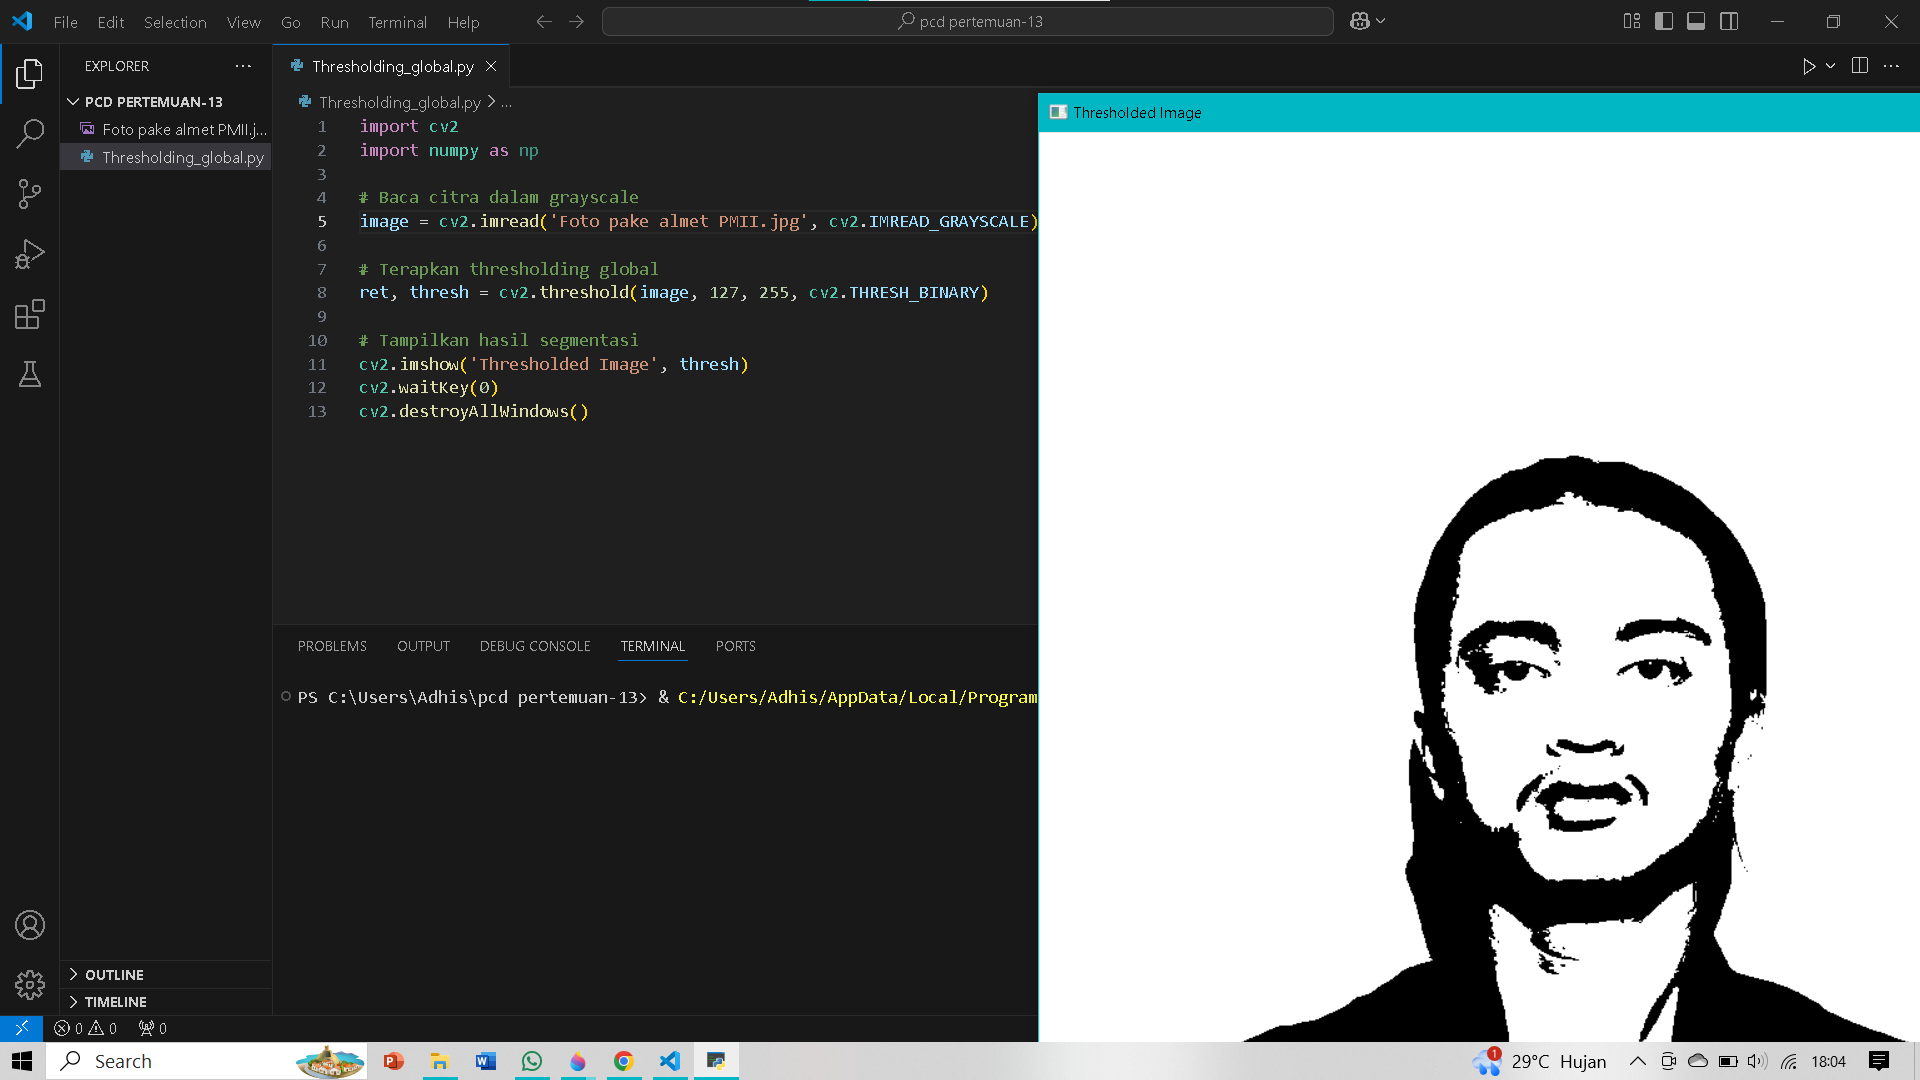 File Edit Selection View Go Run Terminal Help
pcd pertemuan-13
EXPLORER
PCD PERTEMUAN-13
Foto pake almet PMII.j...
Thresholding_global.py
OUTLINE
TIMELINE
Thresholding_global.py
Thresholding_global.py > ...
1 import cv2
2 import numpy as np
3
4 # Baca citra dalam grayscale
5 image = cv2.imread('Foto pake almet PMII.jpg', cv2.IMREAD_GRAYSCALE)
6
7 # Terapkan thresholding global
8 ret, thresh = cv2.threshold(image, 127, 255, cv2.THRESH_BINARY)
9
10 # Tampilkan hasil segmentasi
11 cv2.imshow('Thresholded Image', thresh)
12 cv2.waitKey(0)
13 cv2.destroyAllWindows()
PROBLEMS OUTPUT DEBUG CONSOLE TERMINAL PORTS
PS C:\Users\Adhis\pcd pertemuan-13> & C:/Users/Adhis/AppData/Local/Program
Thresholded Image
0 0 0
Search
1
29°C Hujan
18:04